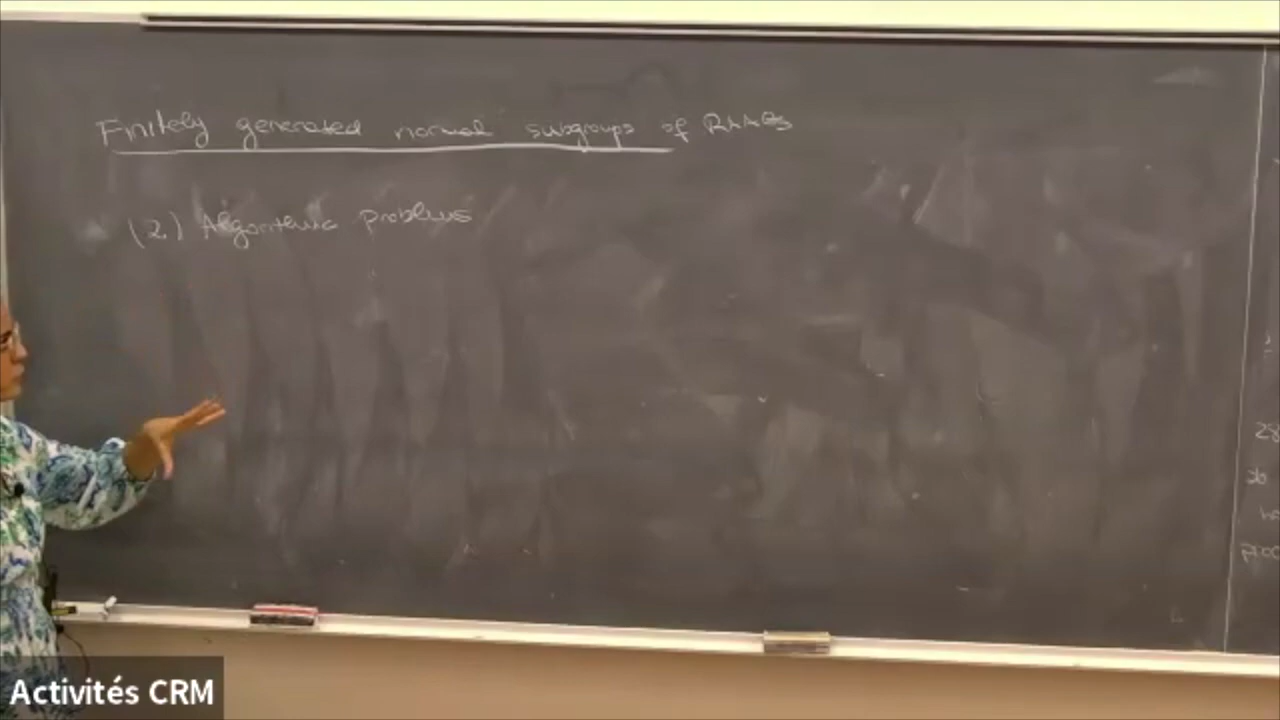 Finitely generated normal subgroups of RAAGs
(2.) Algorithmic problems
Activités CRM